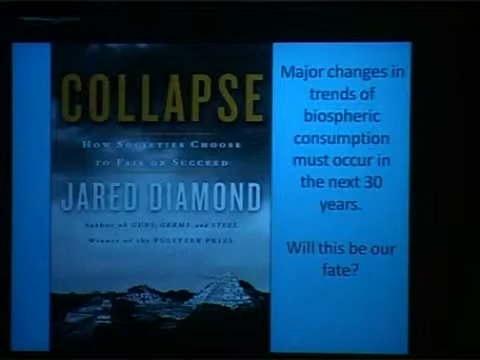 COLLAPSE
HOW SOCIETIES CHOOSE
TO FAIL OR SUCCEED
JARED DIAMOND
Author of GUNS, GERMS, and STEEL
Winner of the PULITZER PRIZE
Major changes in
trends of
biospheric
consumption
must occur in
the next 30
years.
Will this be our
fate?